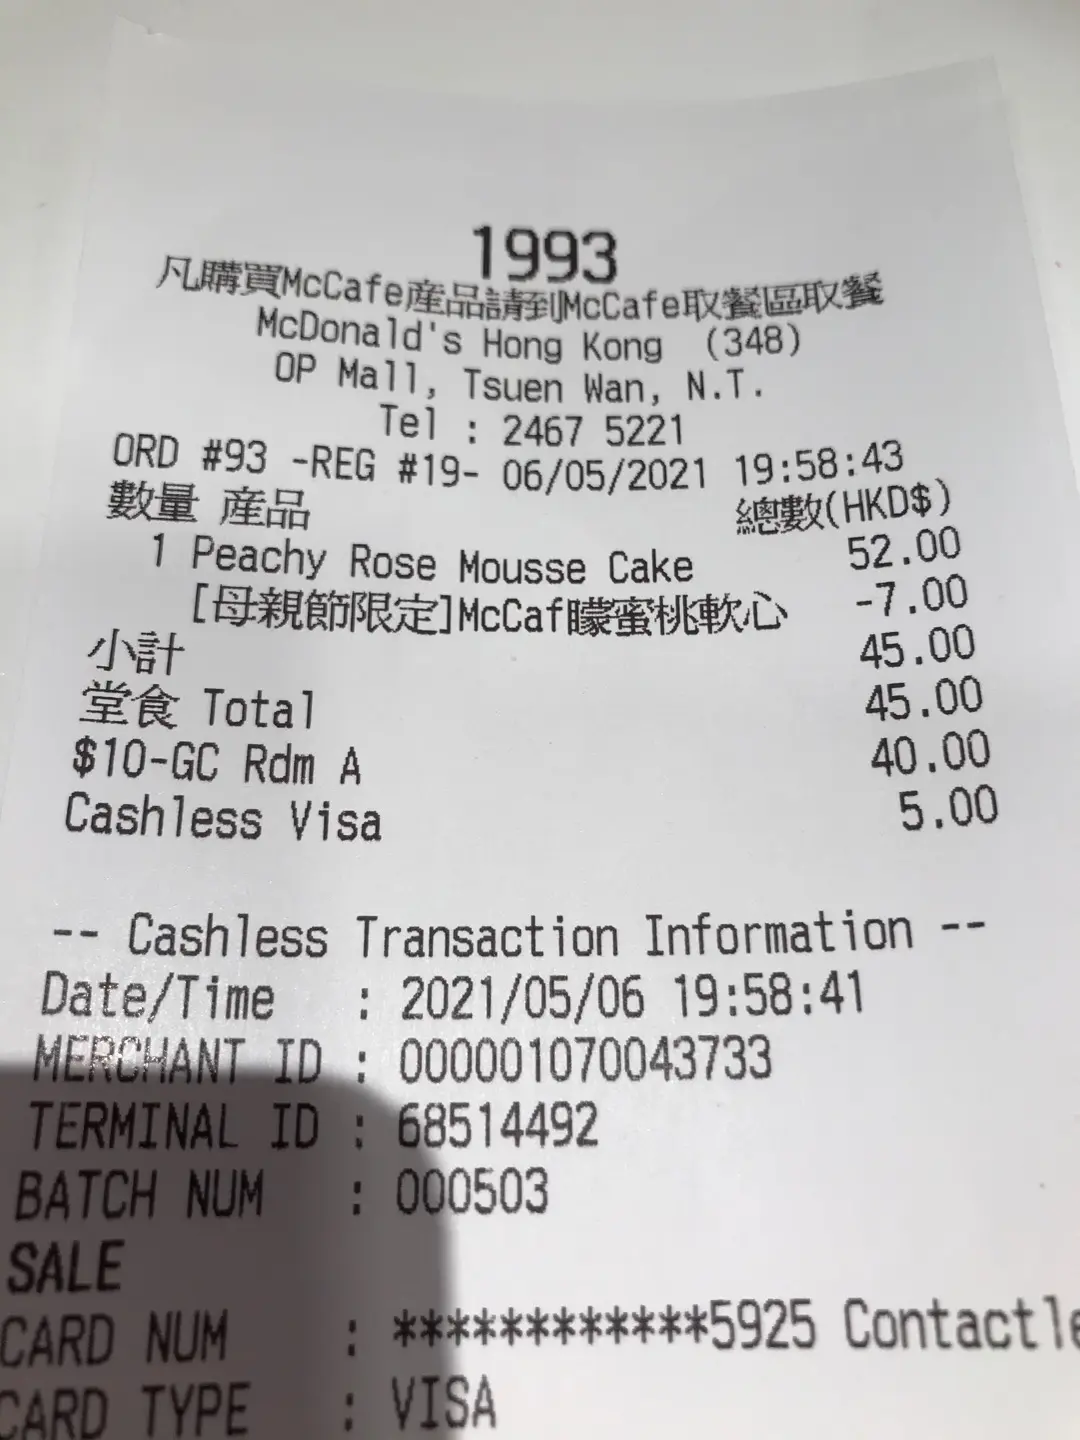 1993
凡購買McCafe産品請到McCafe取餐區取餐
McDonald's Hong Kong (348)
OP Mall, Tsuen Wan, N.T.
Tel : 2467 5221
ORD #93 -REG #19- 06/05/2021 19:58:43
數量 産品 總數(HKD$)
1 Peachy Rose Mousse Cake 52.00
[母親節限定]McCaf矇蜜桃軟心 -7.00
小計 45.00
堂食 Total 45.00
$10-GC Rdm A 40.00
Cashless Visa 5.00
-- Cashless Transaction Information --
Date/Time : 2021/05/06 19:58:41
MERCHANT ID : 000001070043733
TERMINAL ID : 68514492
BATCH NUM : 000503
SALE
CARD NUM : ************5925 Contactle
CARD TYPE : VISA